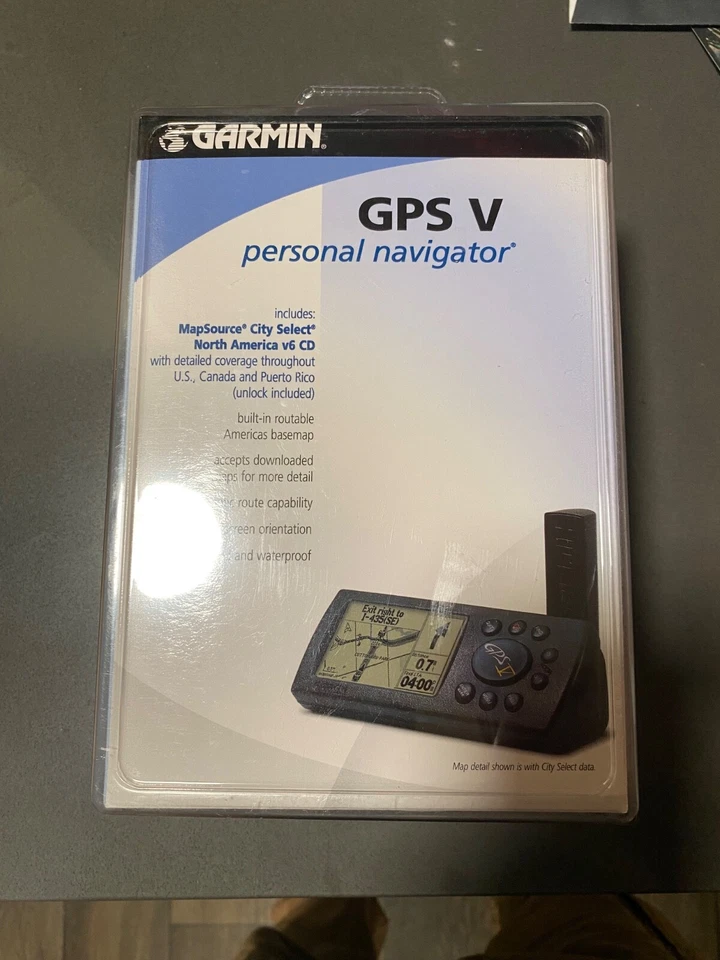 GARMIN®
GPS V
personal navigator®
includes:
MapSource® City Select®
North America v6 CD
with detailed coverage throughout
U.S., Canada and Puerto Rico
(unlock included)
built-in routable
Americas basemap
accepts downloaded
for more detail
route capability
orientation
and waterproof
Exit right to
I-435(SE)
0.7
04:00
GPS V
Map detail shown is with City Select data.